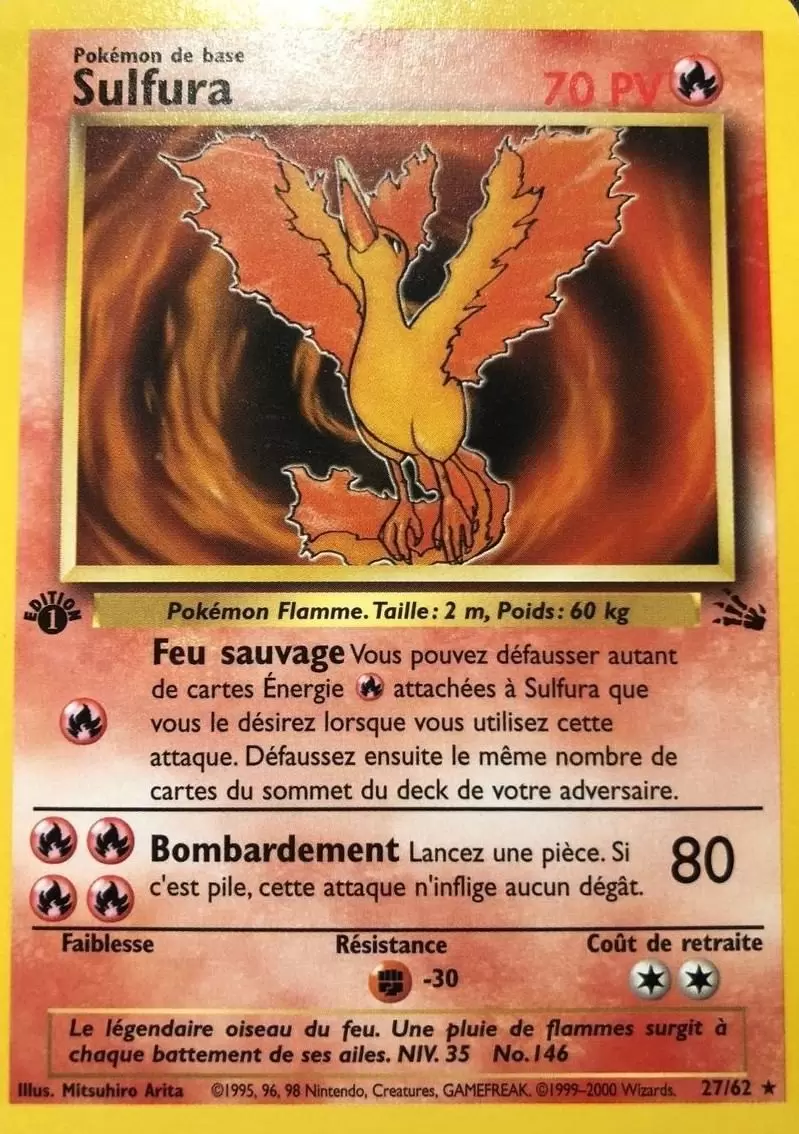 Pokémon de base
Sulfura
70 PV
EDITION
1
Pokémon Flamme. Taille: 2 m, Poids: 60 kg
Feu sauvage Vous pouvez défausser autant
de cartes Énergie attachées à Sulfura que
vous le désirez lorsque vous utilisez cette
attaque. Défaussez ensuite le même nombre de
cartes du sommet du deck de votre adversaire.
Bombardement Lancez une pièce. Si
c'est pile, cette attaque n'inflige aucun dégât.
80
Faiblesse Résistance Coût de retraite
-30
Le légendaire oiseau du feu. Une pluie de flammes surgit à
chaque battement de ses ailes. NIV. 35 No. 146
Illus. Mitsuhiro Arita ©1995, 96, 98 Nintendo, Creatures, GAMEFREAK. ©1999–2000 Wizards. 27/62 ★